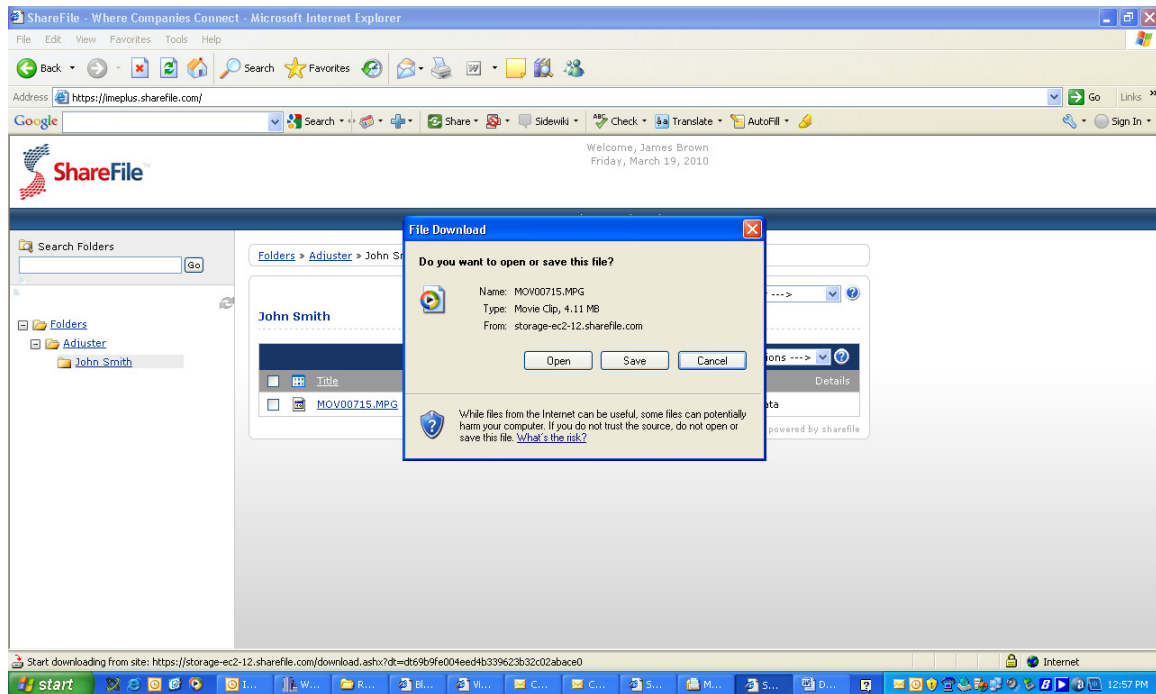 ShareFile - Where Companies Connect - Microsoft Internet Explorer
File Edit View Favorites Tools Help
Back Search Favorites
Address https://imeplus.sharefile.com/ Go Links »
Google Search Share Sidewiki Check Translate AutoFill Sign In
ShareFile
Welcome, James Brown
Friday, March 19, 2010
Search Folders
Go
Folders
Adjuster
John Smith
Folders » Adjuster » John
--->
John Smith
--->
Title Details
MOV00715.MPG
powered by sharefile
File Download
Do you want to open or save this file?
Name: MOV00715.MPG
Type: Movie Clip, 4.11 MB
From: storage-ec2-12.sharefile.com
Open Save Cancel
While files from the Internet can be useful, some files can potentially
harm your computer. If you do not trust the source, do not open or
save this file. What's the risk?
Start downloading from site: https://storage-ec2-12.sharefile.com/download.ashx?dt=dt69b9fe004eed4b339623b32c02abace0 Internet
start I... W... R... Bl... Vi... C... C... S... M... S... D... 12:57 PM